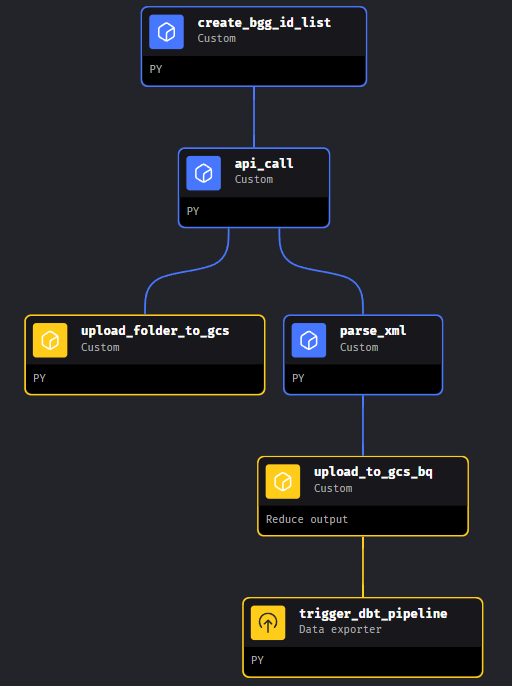 create_bgg_id_list
Custom
PY
api_call
Custom
PY
upload_folder_to_gcs
Custom
PY
parse_xml
Custom
PY
upload_to_gcs_bq
Custom
Reduce output
trigger_dbt_pipeline
Data exporter
PY